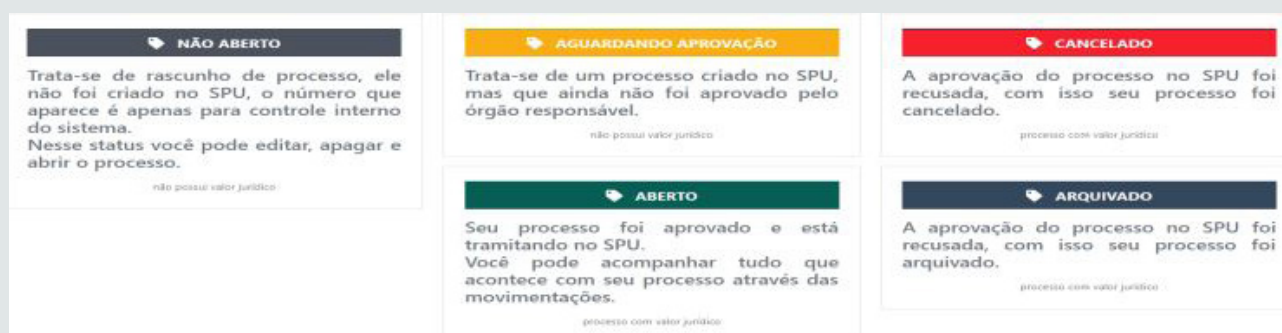 NÃO ABERTO
Trata-se de rascunho de processo, ele
não foi criado no SPU, o número que
aparece é apenas para controle interno
do sistema.
Nesse status você pode editar, apagar e
abrir o processo.
não possui valor jurídico
AGUARDANDO APROVAÇÃO
Trata-se de um processo criado no SPU,
mas que ainda não foi aprovado pelo
órgão responsável.
não possui valor jurídico
ABERTO
Seu processo foi aprovado e está
tramitando no SPU.
Você pode acompanhar tudo que
acontece com seu processo através das
movimentações.
processo com valor jurídico
CANCELADO
A aprovação do processo no SPU foi
recusada, com isso seu processo foi
cancelado.
processo com valor jurídico
ARQUIVADO
A aprovação do processo no SPU foi
recusada, com isso seu processo foi
arquivado.
processo com valor jurídico